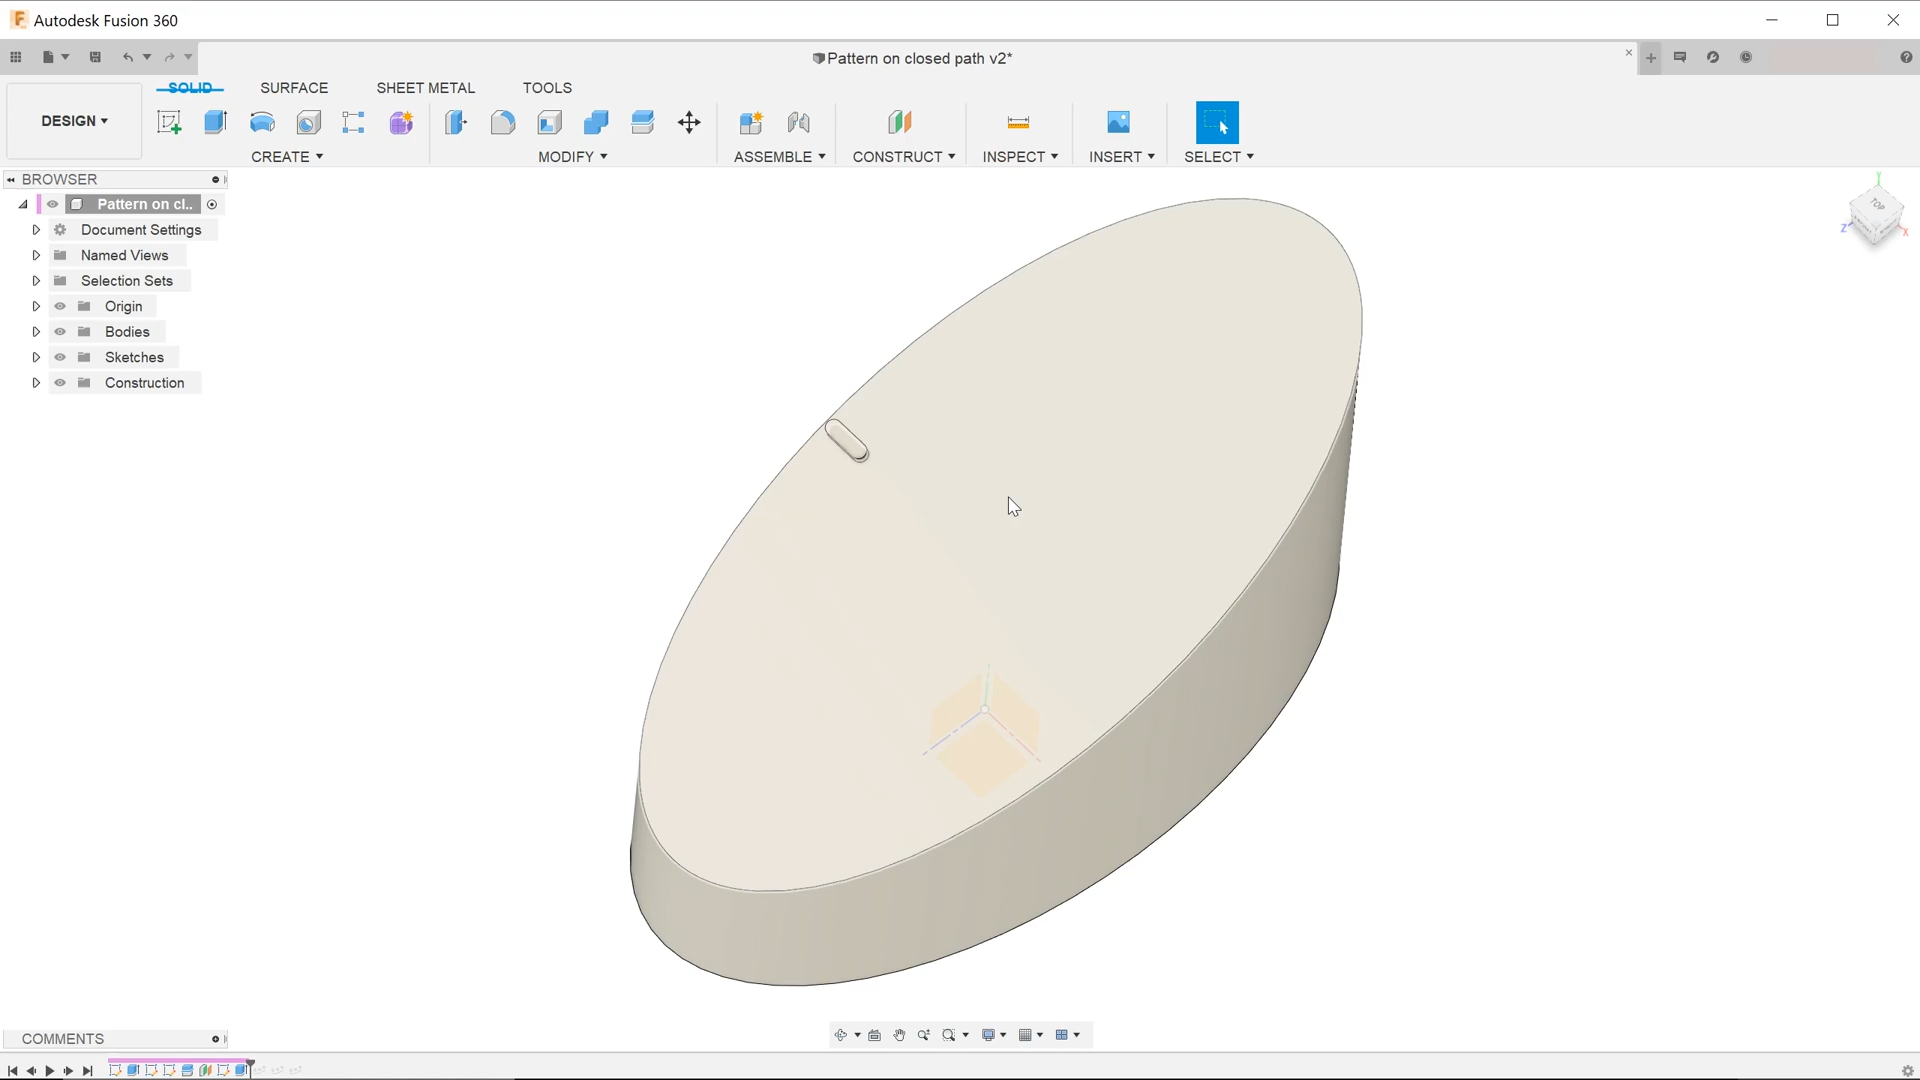 Autodesk Fusion 360
Pattern on closed path v2*
SOLID SURFACE SHEET METAL TOOLS
DESIGN
CREATE MODIFY ASSEMBLE CONSTRUCT INSPECT INSERT SELECT
BROWSER
Pattern on cl..
Document Settings
Named Views
Selection Sets
Origin
Bodies
Sketches
Construction
TOP
Y
Z
X
COMMENTS